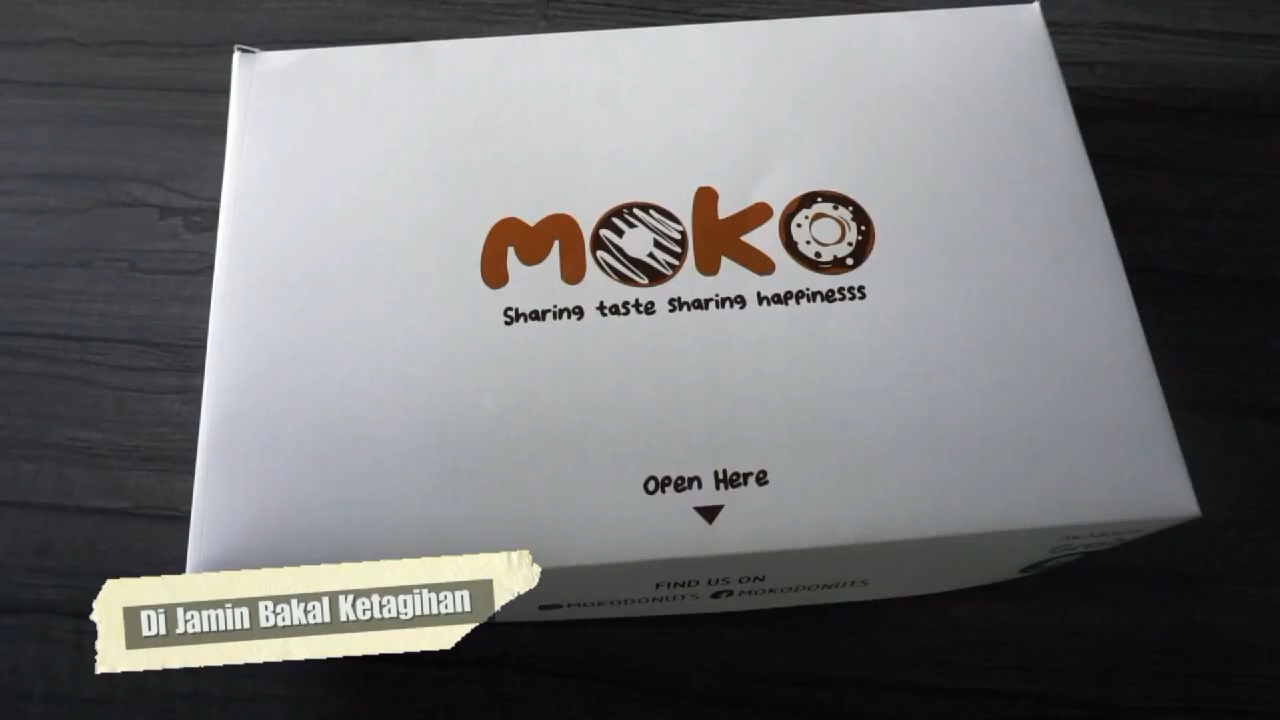 MOKO
Sharing taste sharing happinesss
Open Here
FIND US ON
MOKODONUTS MOKODONUTS
Di Jamin Bakal Ketagihan